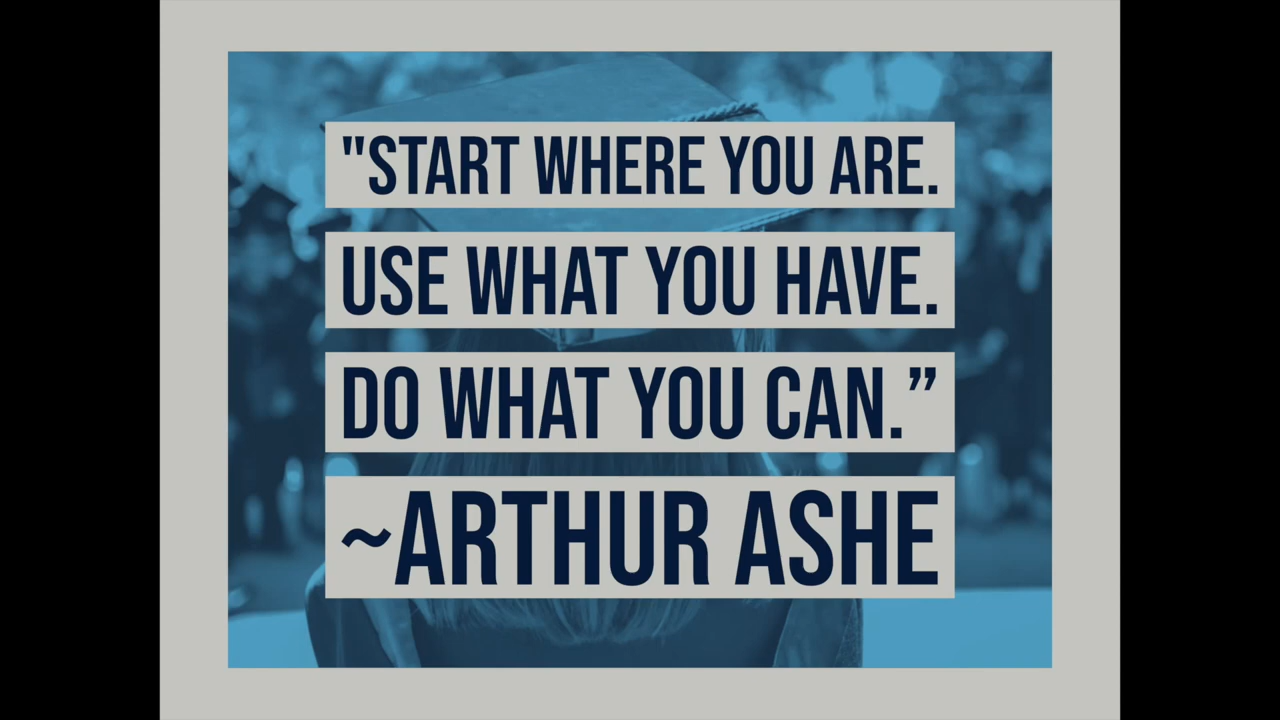 "START WHERE YOU ARE.
USE WHAT YOU HAVE.
DO WHAT YOU CAN.”
~ARTHUR ASHE